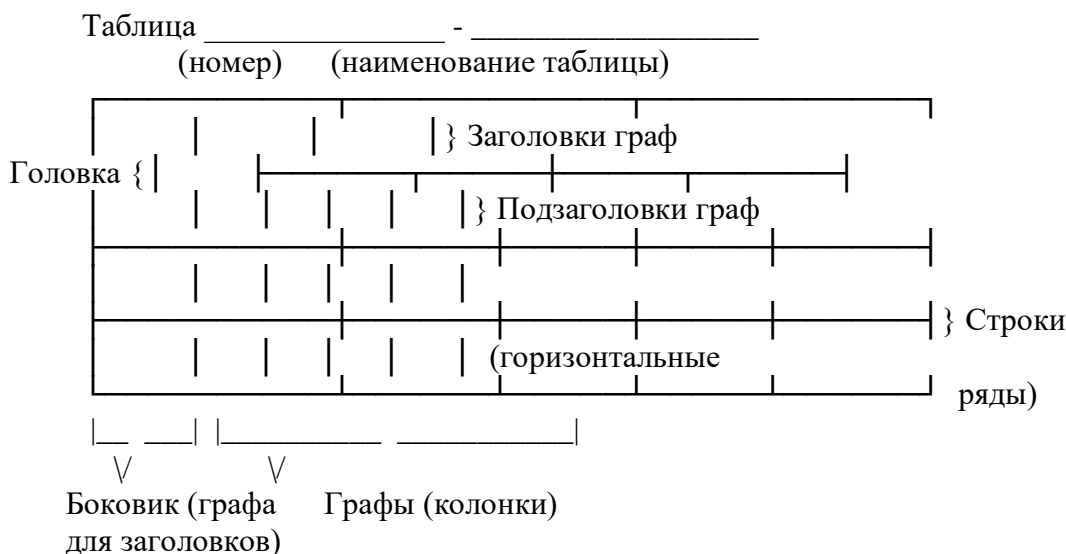 Таблица _______________ - __________________
(номер) (наименование таблицы)
} Заголовки граф
Головка {
} Подзаголовки граф
} Строки
(горизонтальные
ряды)
Боковик (графа Графы (колонки)
для заголовков)